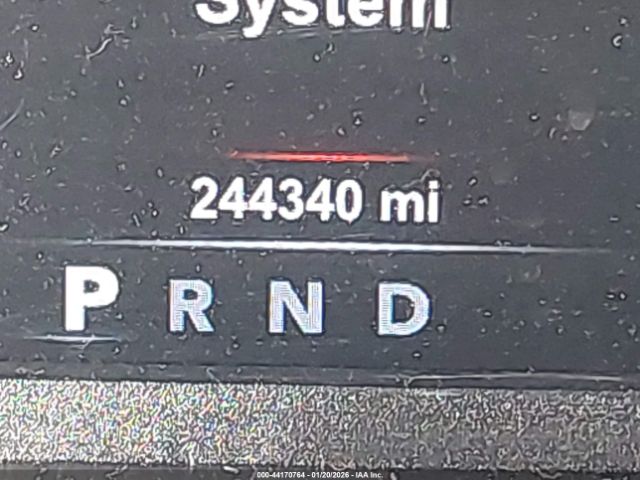 System
244340 mi
P R N D
000-44170764 - 01/20/2026 - IAA Inc.